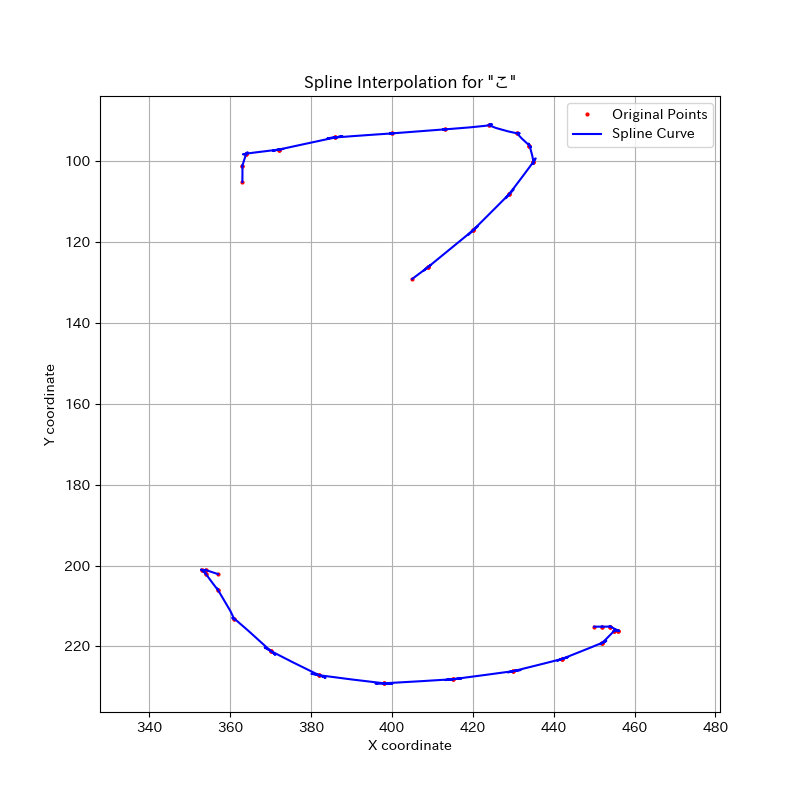 Spline Interpolation for "こ"
Original Points
Spline Curve
100
120
140
160
180
200
220
Y coordinate
340 360 380 400 420 440 460 480
X coordinate